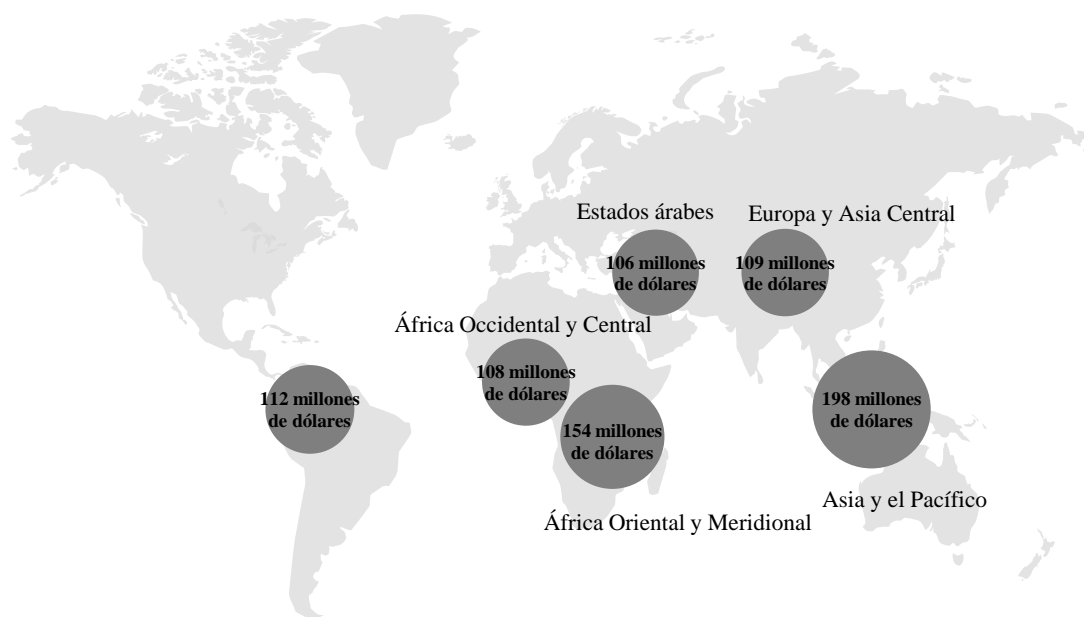 Estados árabes
106 millones
de dólares
Europa y Asia Central
109 millones
de dólares
África Occidental y Central
108 millones
de dólares
112 millones
de dólares
154 millones
de dólares
África Oriental y Meridional
198 millones
de dólares
Asia y el Pacífico